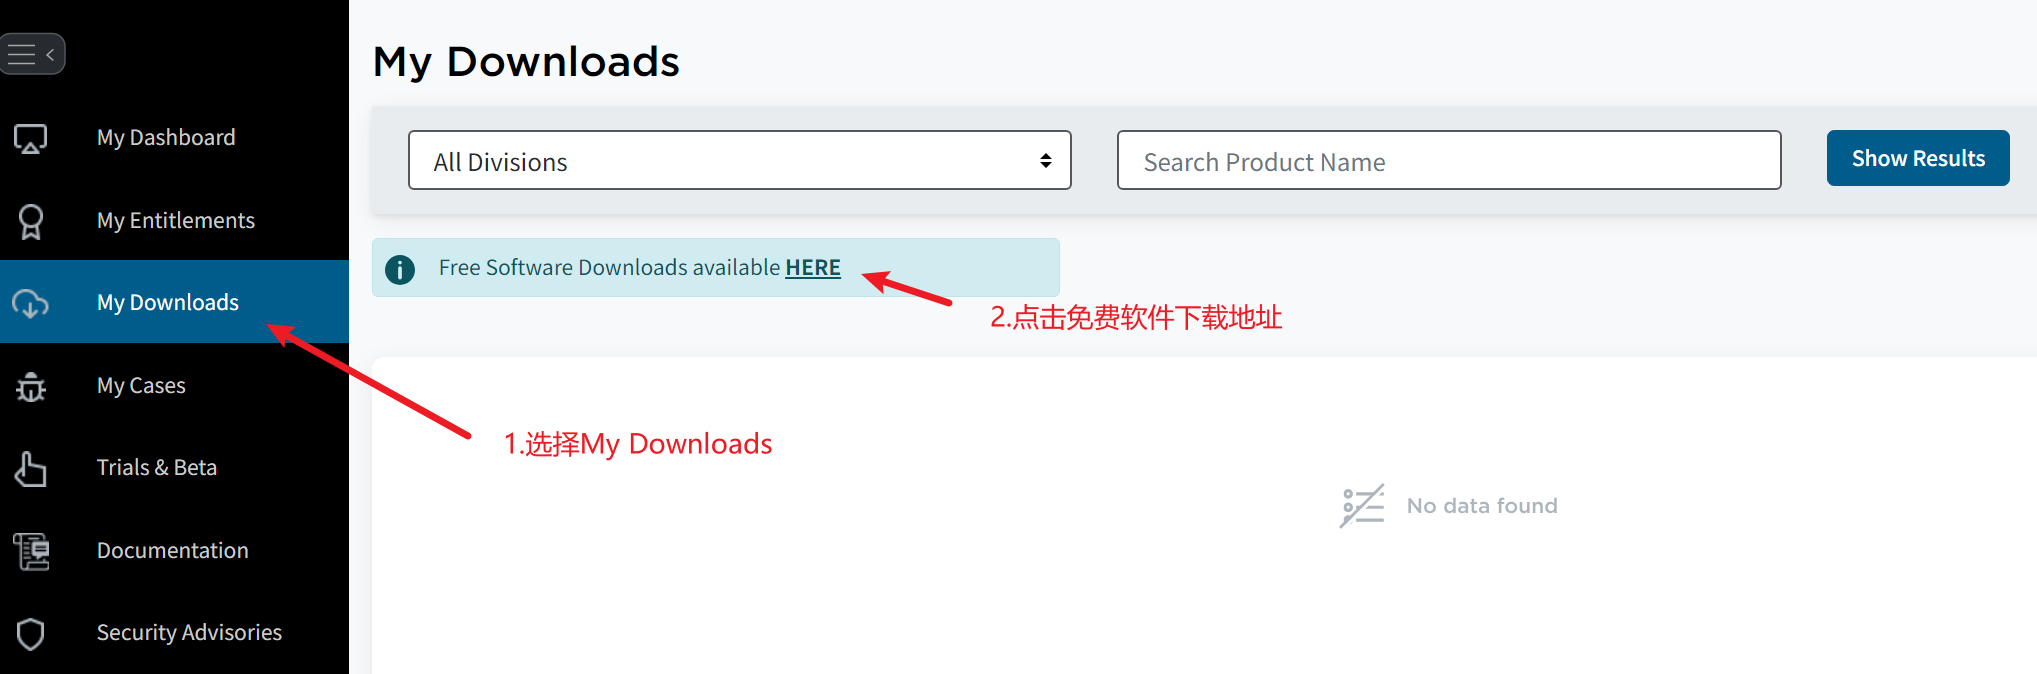 My Downloads
My Dashboard
My Entitlements
My Downloads
My Cases
Trials & Beta
Documentation
Security Advisories
All Divisions
Search Product Name
Show Results
Free Software Downloads available HERE
2.点击免费软件下载地址
1.选择My Downloads
No data found